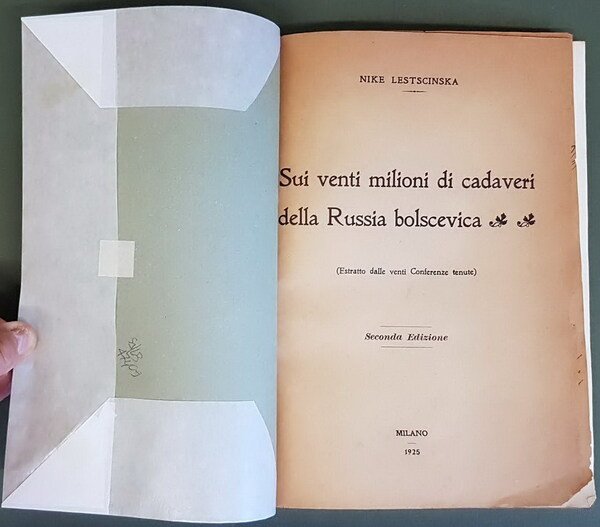 NIKE LESTSCINSKA
Sui venti milioni di cadaveri
della Russia bolscevica
(Estratto dalle venti Conferenze tenute)
Seconda Edizione
MILANO
1925